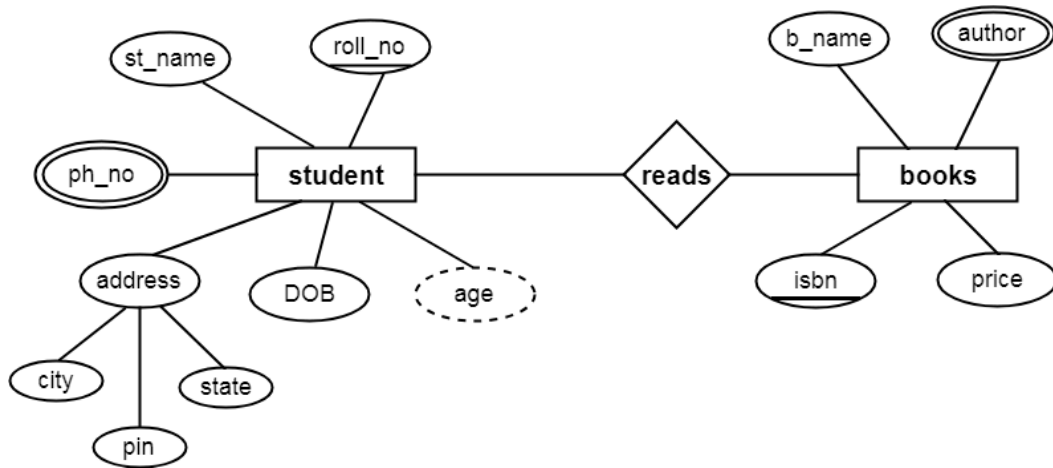 roll_no
st_name
b_name
author
ph_no
student
reads
books
address
DOB
age
isbn
price
city
state
pin